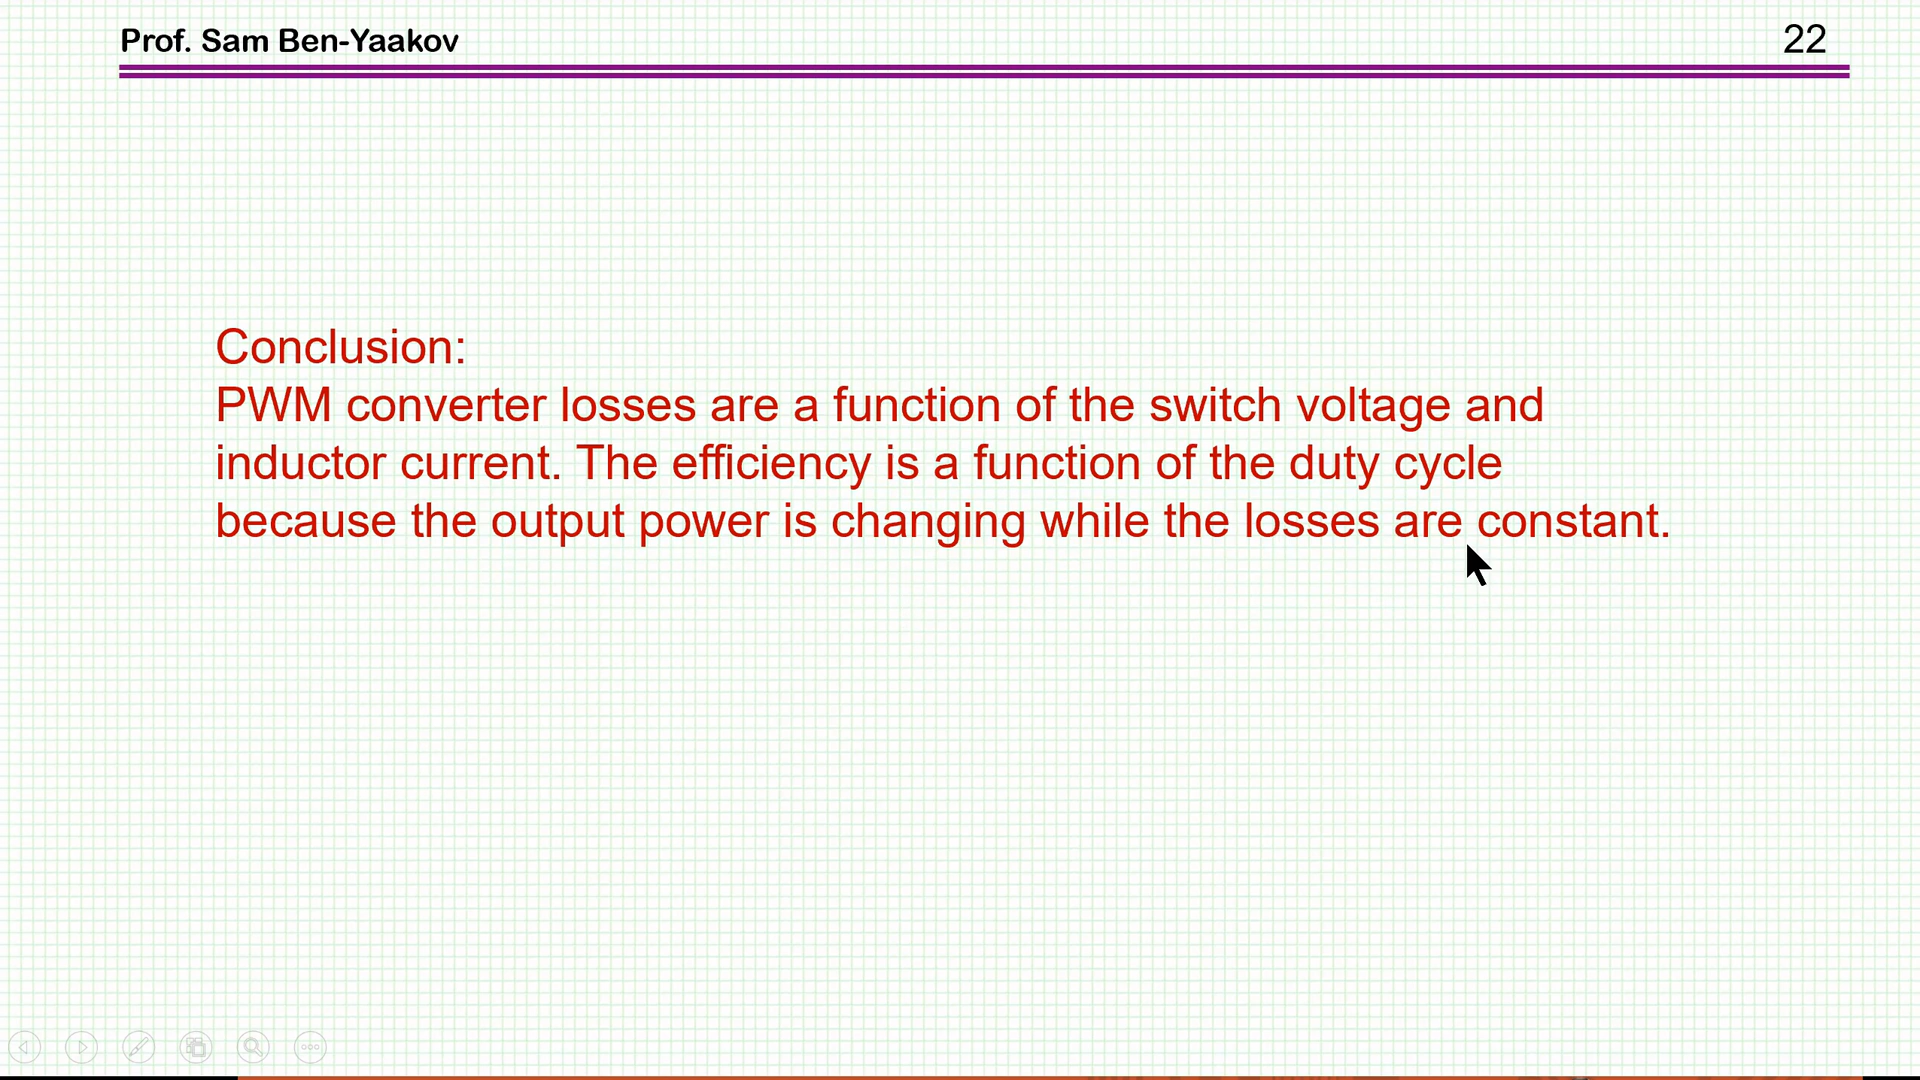 Prof. Sam Ben-Yaakov
22
Conclusion:
PWM converter losses are a function of the switch voltage and
inductor current. The efficiency is a function of the duty cycle
because the output power is changing while the losses are constant.